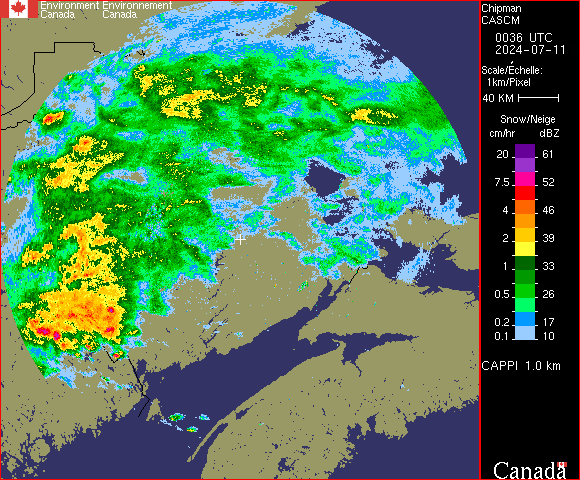 Environment Environnement
Canada Canada
Chipman
CASCM
0036 UTC
2024-07-11
Scale/Échelle:
1km/Pixel
40 KM
Snow/Neige
cm/hr dBZ
20 61
7.5 52
4 46
2 39
1 33
0.5 26
0.2 17
0.1 10
CAPPI 1.0 km
Canada